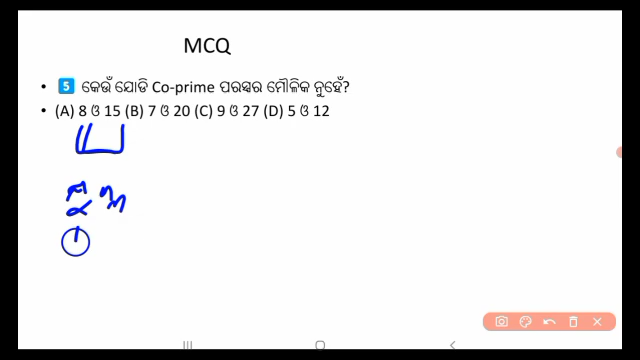 MCQ
• 5 କେଉଁ ଯୋଡି Co-prime ପରସ୍ପର ମୌଳିକ ନୁହେଁ?
• (A) 8 ଓ 15 (B) 7 ଓ 20 (C) 9 ଓ 27 (D) 5 ଓ 12